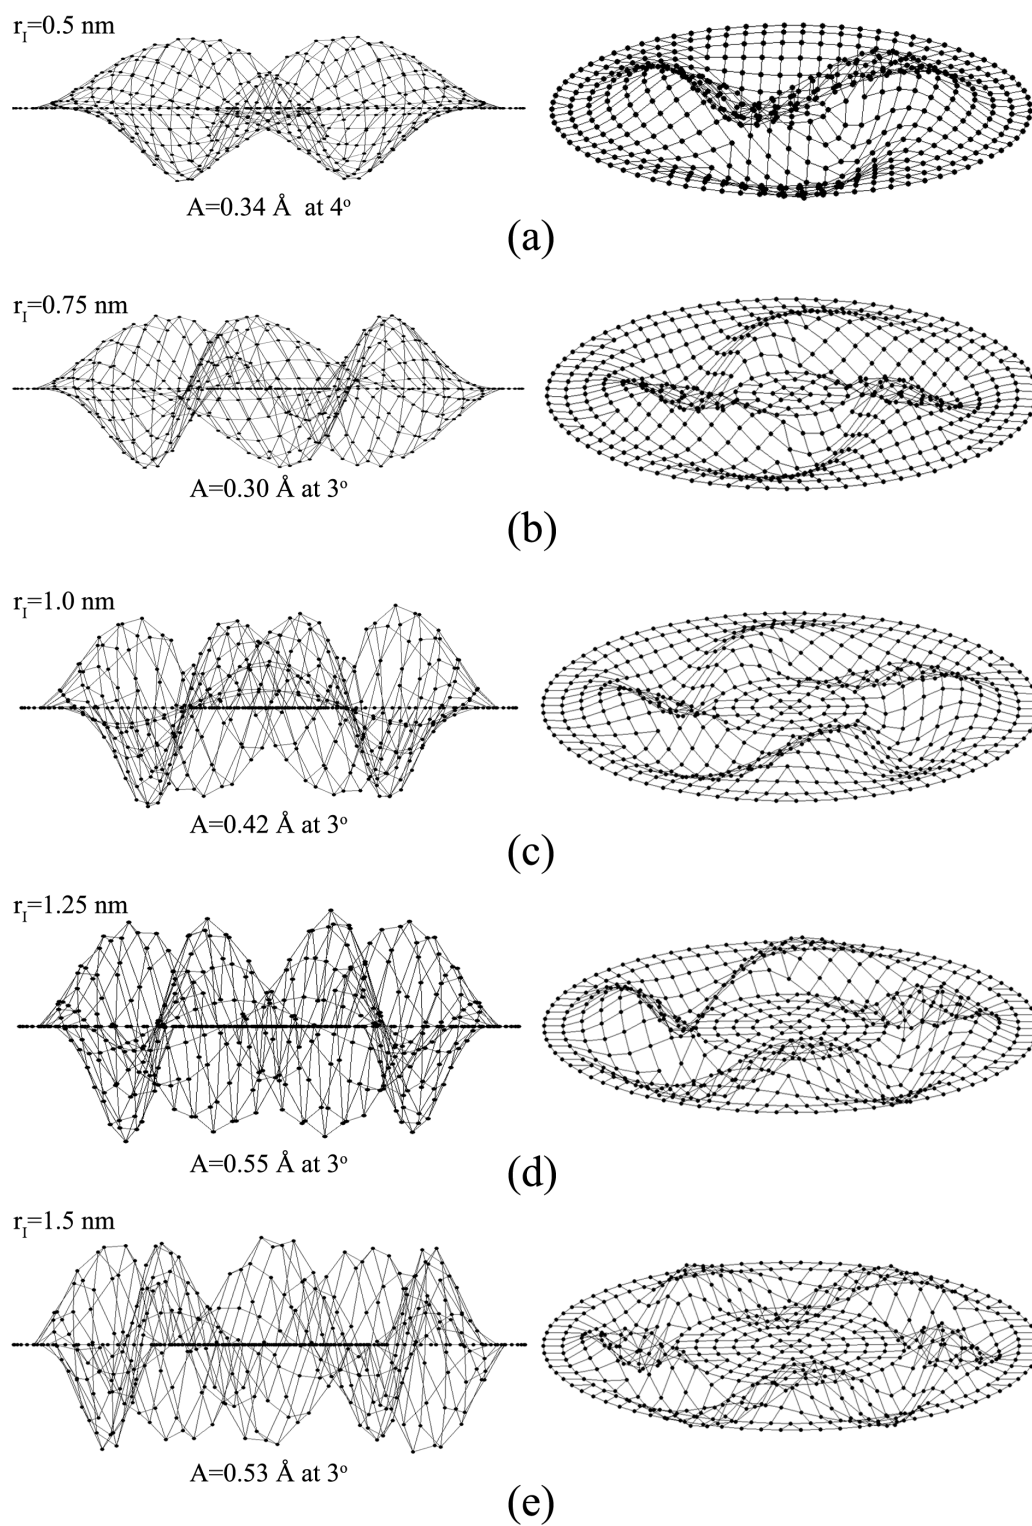 r_I=0.5 nm
A=0.34 Å at 4°
(a)
r_I=0.75 nm
A=0.30 Å at 3°
(b)
r_I=1.0 nm
A=0.42 Å at 3°
(c)
r_I=1.25 nm
A=0.55 Å at 3°
(d)
r_I=1.5 nm
A=0.53 Å at 3°
(e)